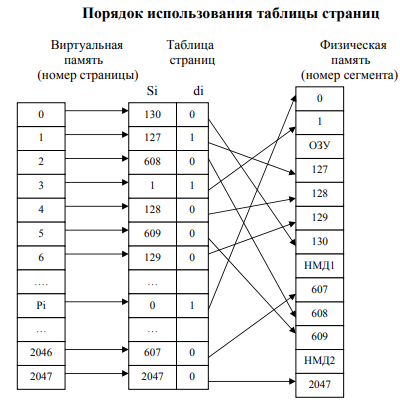 Порядок использования таблицы страниц
Виртуальная память (номер страницы)
Таблица страниц
Физическая память (номер сегмента)
Si di
0 130 0 0
1 127 1 1
2 608 0 ОЗУ
3 1 1 127
4 128 0 128
5 609 0 129
6 129 0 130
…. … НМД1
Pi 0 1 607
… … 608
609
2046 607 0 НМД2
2047 2047 0 2047